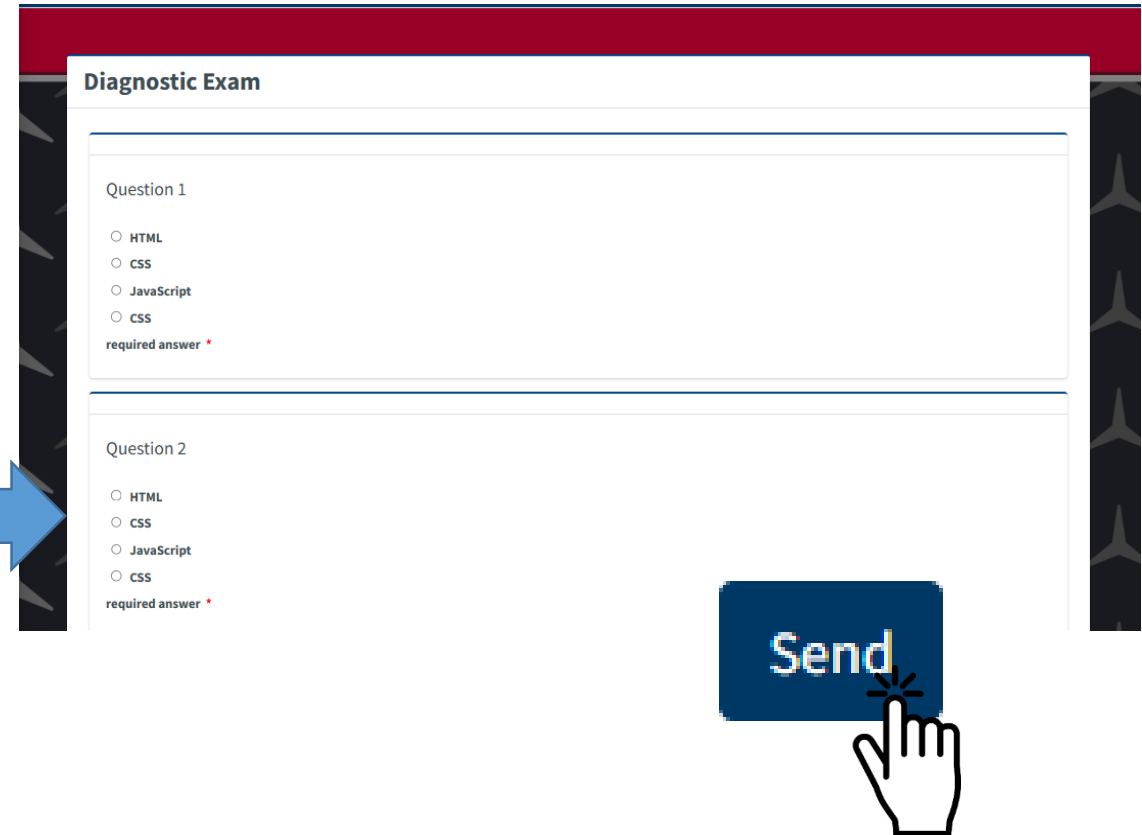 Diagnostic Exam
Question 1
HTML
CSS
JavaScript
CSS
required answer *
Question 2
HTML
CSS
JavaScript
CSS
required answer *
Send